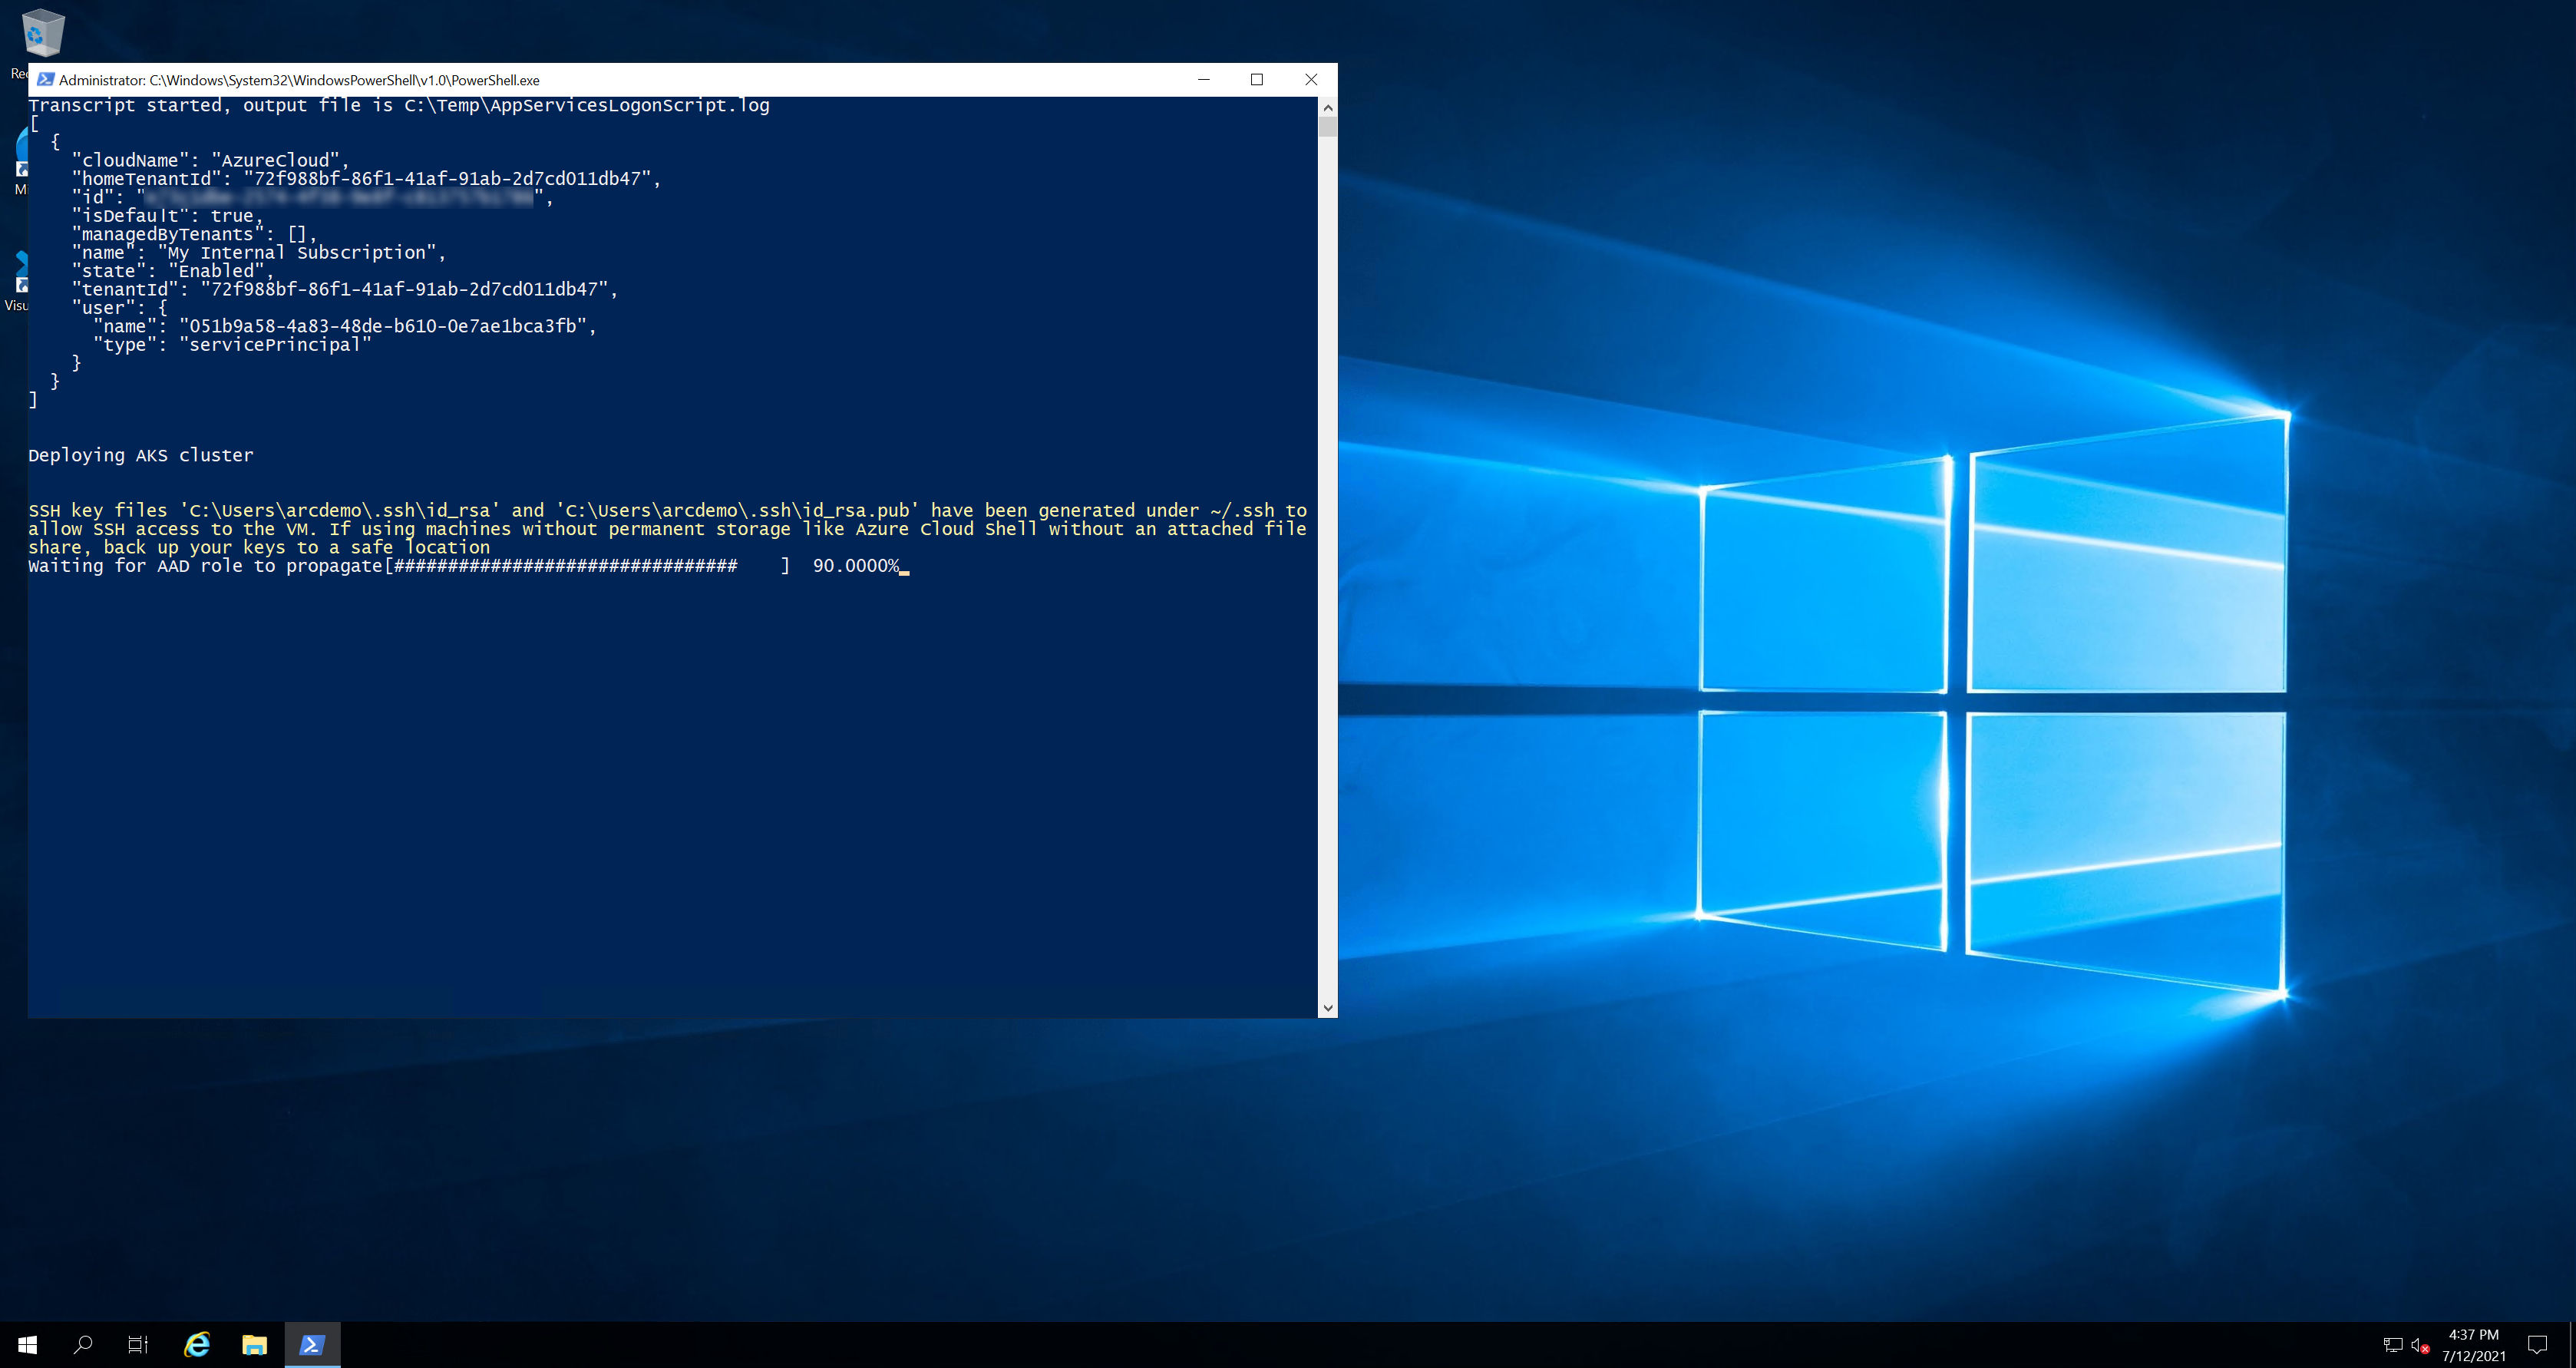 Rec
Administrator: C:\Windows\System32\WindowsPowerShell\v1.0\PowerShell.exe
Transcript started, output file is C:\Temp\AppServicesLogonScript.log
[
  {
    "cloudName": "AzureCloud",
    "homeTenantId": "72f988bf-86f1-41af-91ab-2d7cd011db47",
    "id": "",
    "isDefault": true,
    "managedByTenants": [],
    "name": "My Internal Subscription",
    "state": "Enabled",
    "tenantId": "72f988bf-86f1-41af-91ab-2d7cd011db47",
    "user": {
      "name": "051b9a58-4a83-48de-b610-0e7ae1bca3fb",
      "type": "servicePrincipal"
    }
  }
]
Mi
Visu
Deploying AKS cluster
SSH key files 'C:\Users\arcdemo\.ssh\id_rsa' and 'C:\Users\arcdemo\.ssh\id_rsa.pub' have been generated under ~/.ssh to
allow SSH access to the VM. If using machines without permanent storage like Azure Cloud Shell without an attached file
share, back up your keys to a safe location
Waiting for AAD role to propagate[################################    ]  90.0000%
4:37 PM
7/12/2021